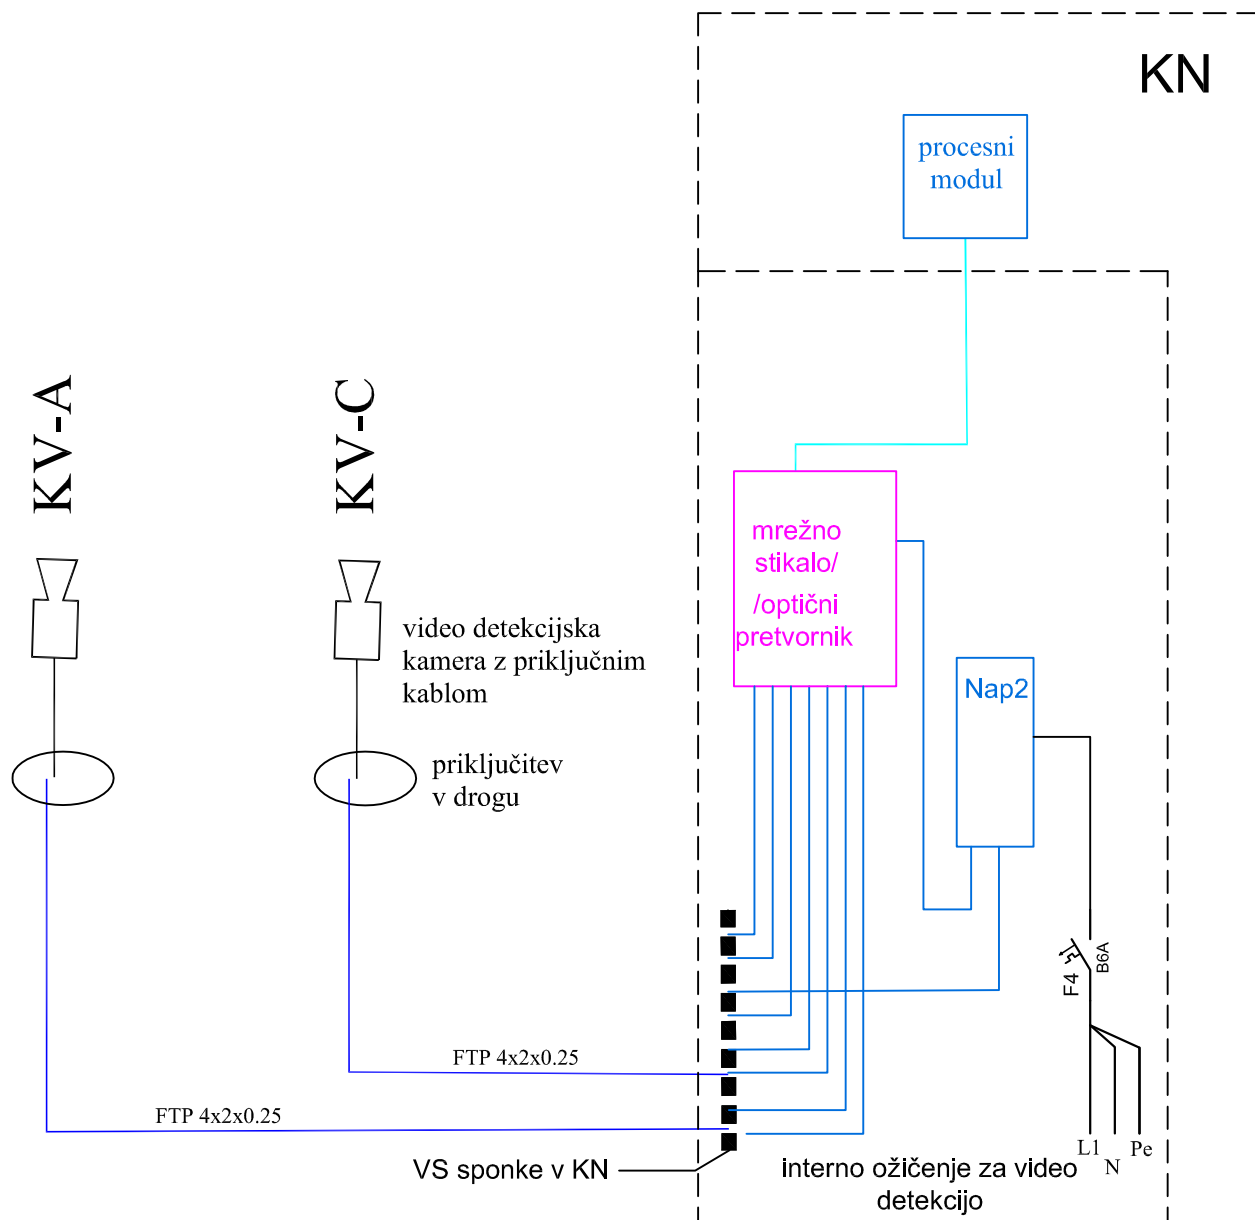 KN
procesni
modul
KV-A
KV-C
mrežno
stikalo/
/optični
pretvornik
video detekcijska
kamera z priključnim
kablom
Nap2
priključitev
v drogu
F4
B6A
FTP 4x2x0.25
FTP 4x2x0.25
L1
N
Pe
VS sponke v KN
interno ožičenje za video
detekcijo